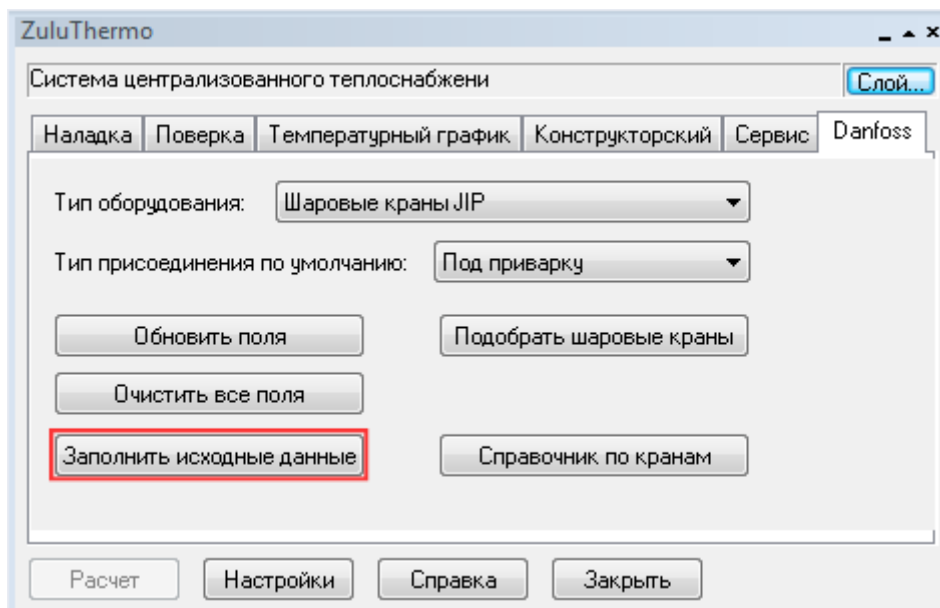 ZuluThermo
Система централизованного теплоснабжени
Слой...
Наладка Поверка Температурный график Конструкторский Сервис Danfoss
Тип оборудования: Шаровые краны JIP
Тип присоединения по умолчанию: Под приварку
Обновить поля Подобрать шаровые краны
Очистить все поля
Заполнить исходные данные Справочник по кранам
Расчет Настройки Справка Закрыть